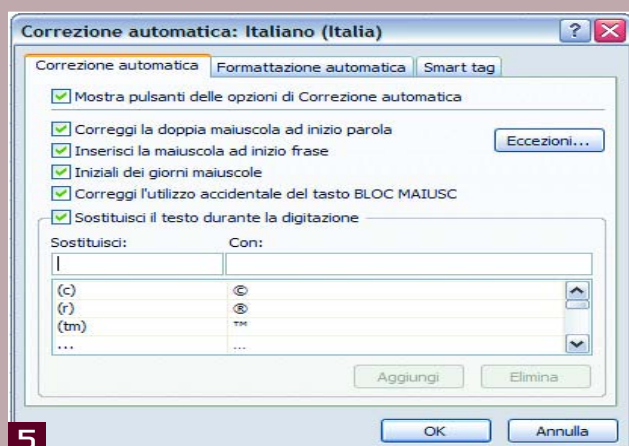 Correzione automatica: Italiano (Italia)
Correzione automatica Formattazione automatica Smart tag
Mostra pulsanti delle opzioni di Correzione automatica
Correggi la doppia maiuscola ad inizio parola
Eccezioni...
Inserisci la maiuscola ad inizio frase
Iniziali dei giorni maiuscole
Correggi l'utilizzo accidentale del tasto BLOC MAIUSC
Sostituisci il testo durante la digitazione
Sostituisci: Con:
(c) ©
(r) ®
(tm) ™
... …
Aggiungi Elimina
OK Annulla
5